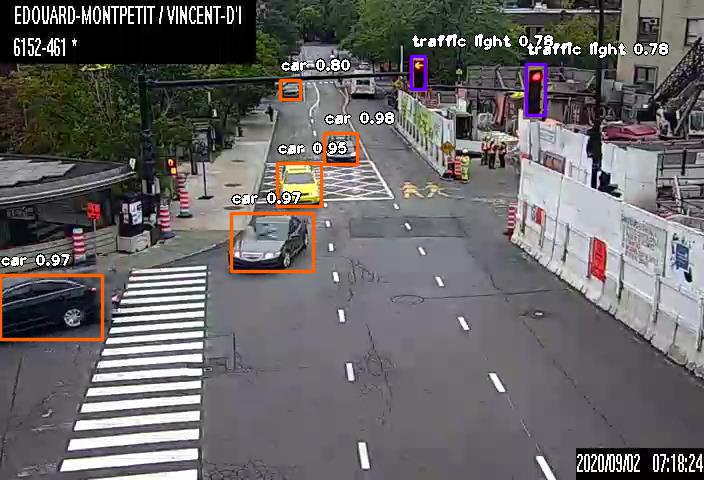 EDOUARD-MONTPETIT / VINCENT-D'I
6152-461 *
traffic light 0.78
traffic light 0.78
car 0.80
car 0.98
car 0.95
car 0.97
car 0.97
2020/09/02 07:18:24